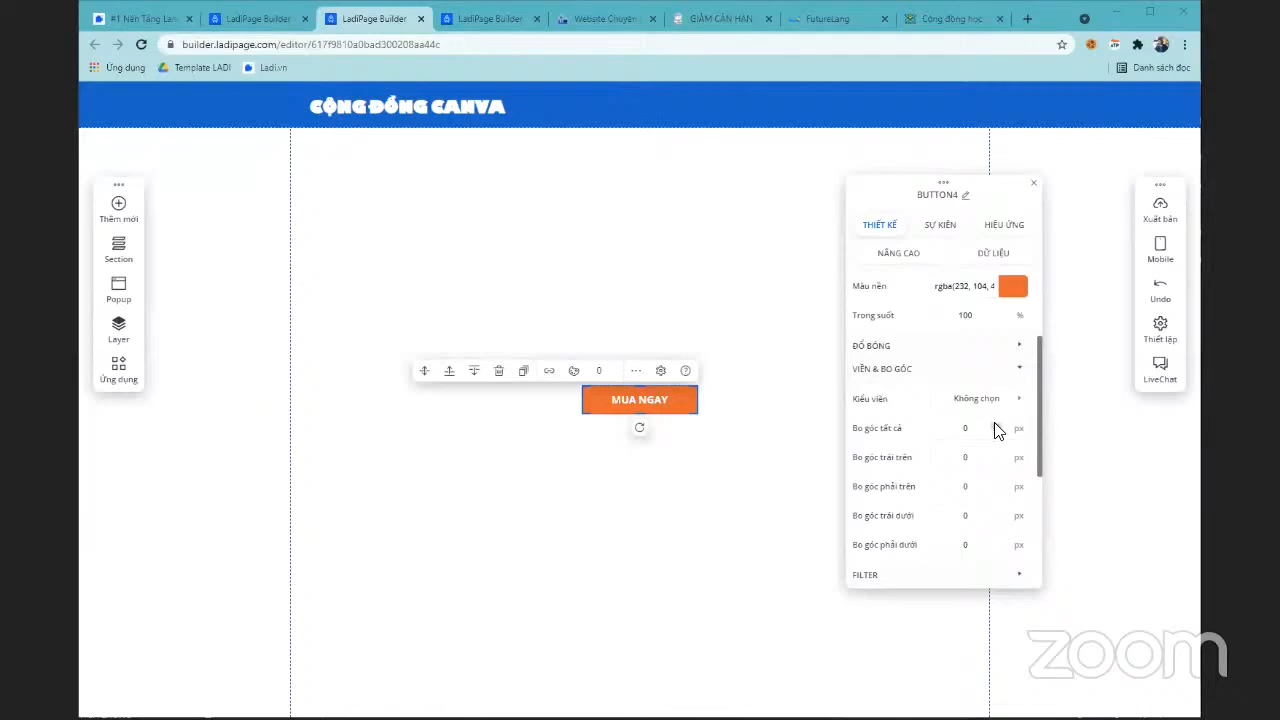 #1 Nền Tảng Lan
LadiPage Builder
LadiPage Builder
LadiPage Builder
Website Chuyên
GIẢM CÂN HẠN
FutureLang
Cộng đồng học
builder.ladipage.com/editor/617f9810a0bad300208aa44c
Ứng dụng
Template LADI
Ladi.vn
Danh sách đọc
CỘNG ĐỒNG CANVA
Thêm mới
Section
Popup
Layer
Ứng dụng
0
MUA NGAY
BUTTON4
THIẾT KẾ SỰ KIỆN HIỆU ỨNG
NÂNG CAO DỮ LIỆU
Màu nền rgba(232, 104, 4
Trong suốt 100 %
ĐỔ BÓNG
VIỀN & BO GÓC
Kiểu viền Không chọn
Bo góc tất cả 0 px
Bo góc trái trên 0 px
Bo góc phải trên 0 px
Bo góc trái dưới 0 px
Bo góc phải dưới 0 px
FILTER
Xuất bản
Mobile
Undo
Thiết lập
LiveChat
zoom